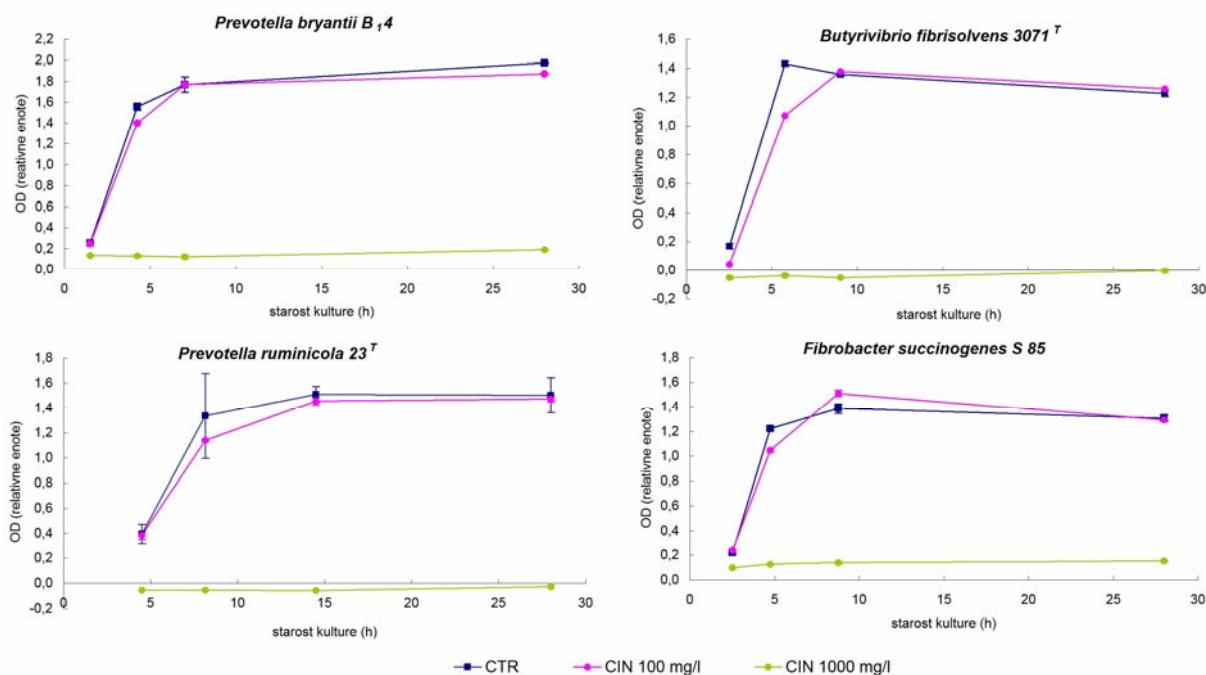 Prevotella bryantii B 1 4
OD (reativne enote)
2,2
2,0
1,8
1,6
1,4
1,2
1,0
0,8
0,6
0,4
0,2
0,0
0 5 10 15 20 25 30
starost kulture (h)
Butyrivibrio fibrisolvens 3071 T
OD (relativne enote)
1,6
1,4
1,2
1,0
0,8
0,6
0,4
0,2
0,0
-0,2
0 5 10 15 20 25 30
starost kulture (h)
Prevotella ruminicola 23 T
OD (relativne enote)
1,8
1,6
1,4
1,2
1,0
0,8
0,6
0,4
0,2
0,0
-0,2
0 5 10 15 20 25 30
starost kulture (h)
Fibrobacter succinogenes S 85
OD (relativne enote)
1,8
1,6
1,4
1,2
1,0
0,8
0,6
0,4
0,2
0,0
0 5 10 15 20 25 30
starost kulture (h)
CTR CIN 100 mg/l CIN 1000 mg/l